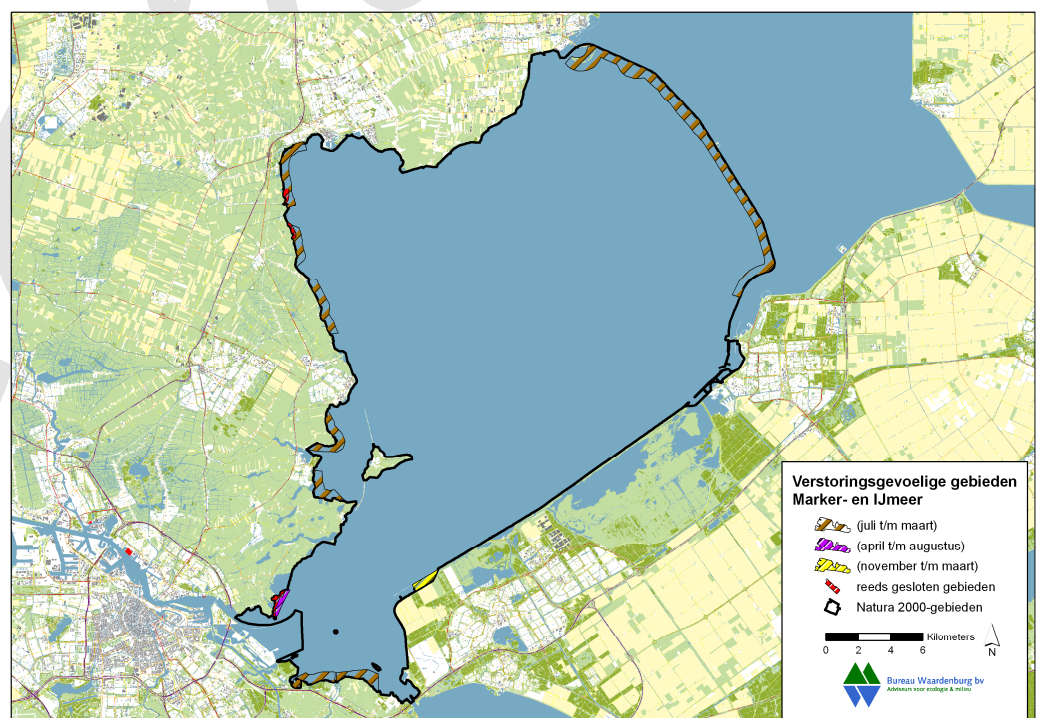 Verstoringsgevoelige gebieden
Marker- en IJmeer
(juli t/m maart)
(april t/m augustus)
(november t/m maart)
reeds gesloten gebieden
Natura 2000-gebieden
Kilometers
0 2 4 6
N
Bureau Waardenburg bv
Adviseurs voor ecologie & milieu